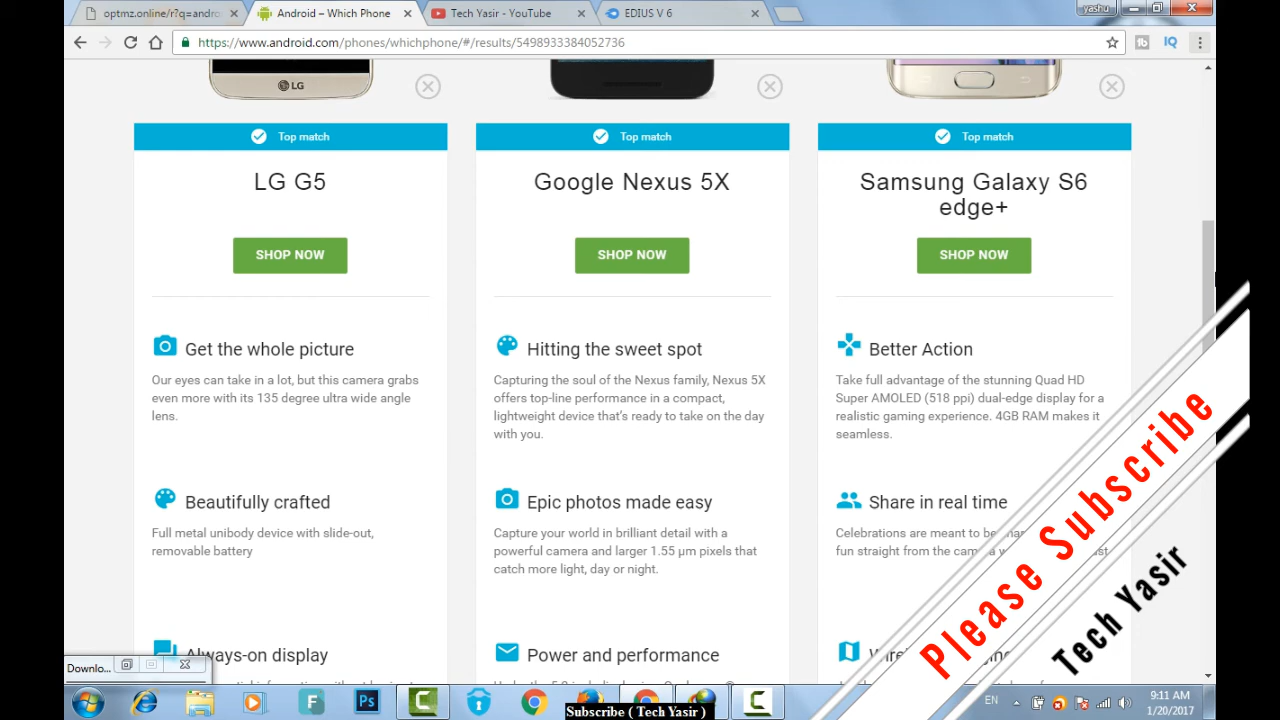 optmz.online/r?q=andro
Android – Which Phone
Tech Yasir - YouTube
EDIUS V 6
yashu
https://www.android.com/phones/whichphone/#/results/5498933384052736
LG
Top match
LG G5
SHOP NOW
Get the whole picture
Our eyes can take in a lot, but this camera grabs
even more with its 135 degree ultra wide angle
lens.
Beautifully crafted
Full metal unibody device with slide-out,
removable battery
Always-on display
Top match
Google Nexus 5X
SHOP NOW
Hitting the sweet spot
Capturing the soul of the Nexus family, Nexus 5X
offers top-line performance in a compact,
lightweight device that's ready to take on the day
with you.
Epic photos made easy
Capture your world in brilliant detail with a
powerful camera and larger 1.55 µm pixels that
catch more light, day or night.
Power and performance
Top match
Samsung Galaxy S6
edge+
SHOP NOW
Better Action
Take full advantage of the stunning Quad HD
Super AMOLED (518 ppi) dual-edge display for a
realistic gaming experience. 4GB RAM makes it
seamless.
Share in real time
Celebrations are meant to be
fun straight from the
Please Subscribe
Tech Yasir
Downlo...
Subscribe ( Tech Yasir )
EN
9:11 AM
1/20/2017